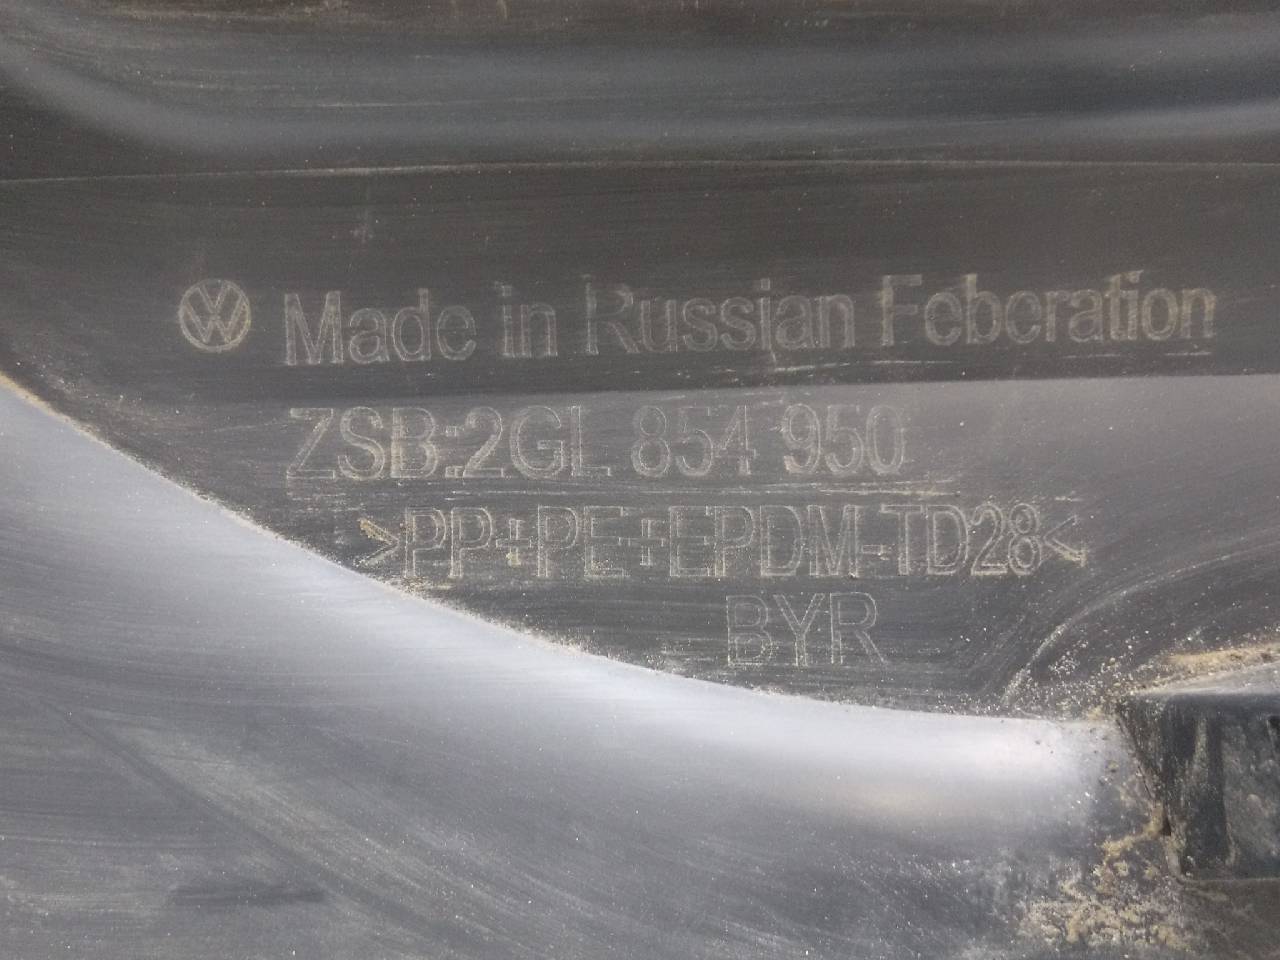 Made in Russian Feberation
ZSB:2GL 854 950
>PP+PE+EPDM-TD28<
BYR